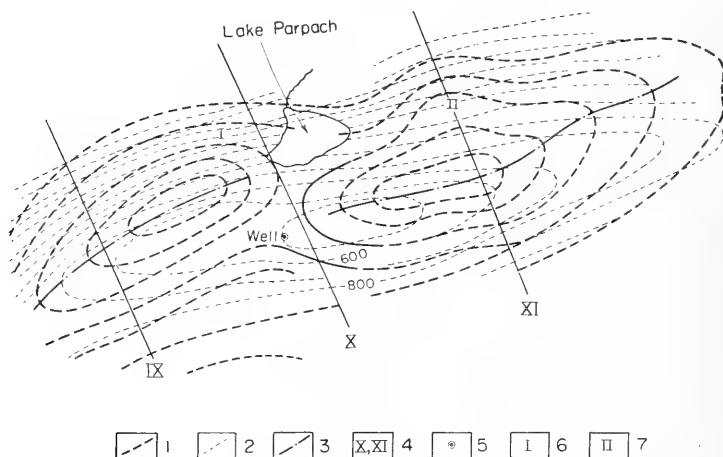 Lake Parpach
II
I
Well
600
800
XI
X
IX
1 2 3 X,XI 4 5 I 6 II 7